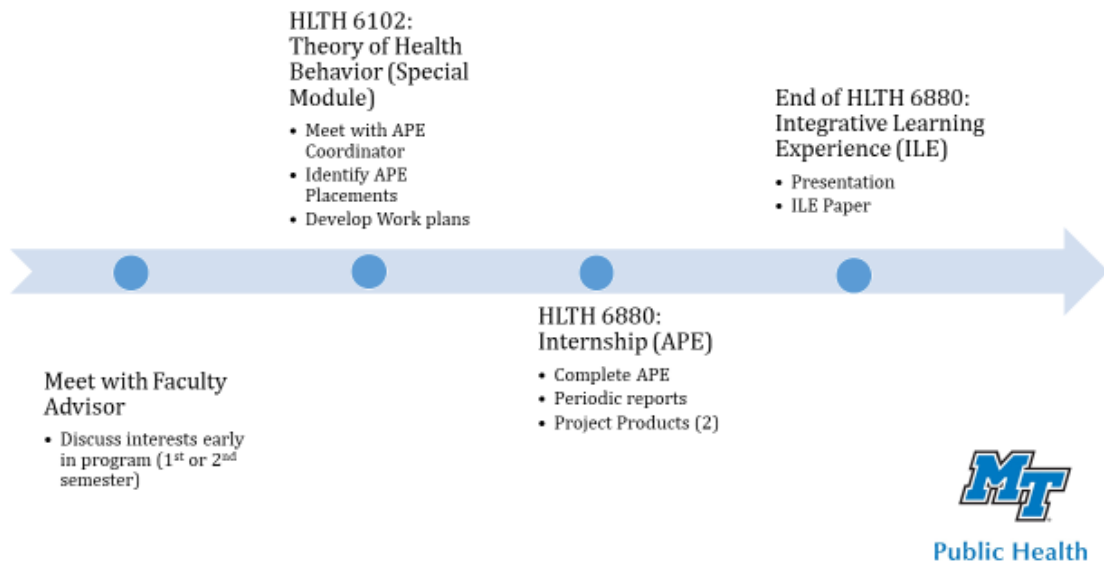 HLTH 6102:
Theory of Health
Behavior (Special
Module)
• Meet with APE
Coordinator
• Identify APE
Placements
• Develop Work plans
End of HLTH 6880:
Integrative Learning
Experience (ILE)
• Presentation
• ILE Paper
Meet with Faculty
Advisor
• Discuss interests early
in program (1st or 2nd
semester)
HLTH 6880:
Internship (APE)
• Complete APE
• Periodic reports
• Project Products (2)
MT
Public Health